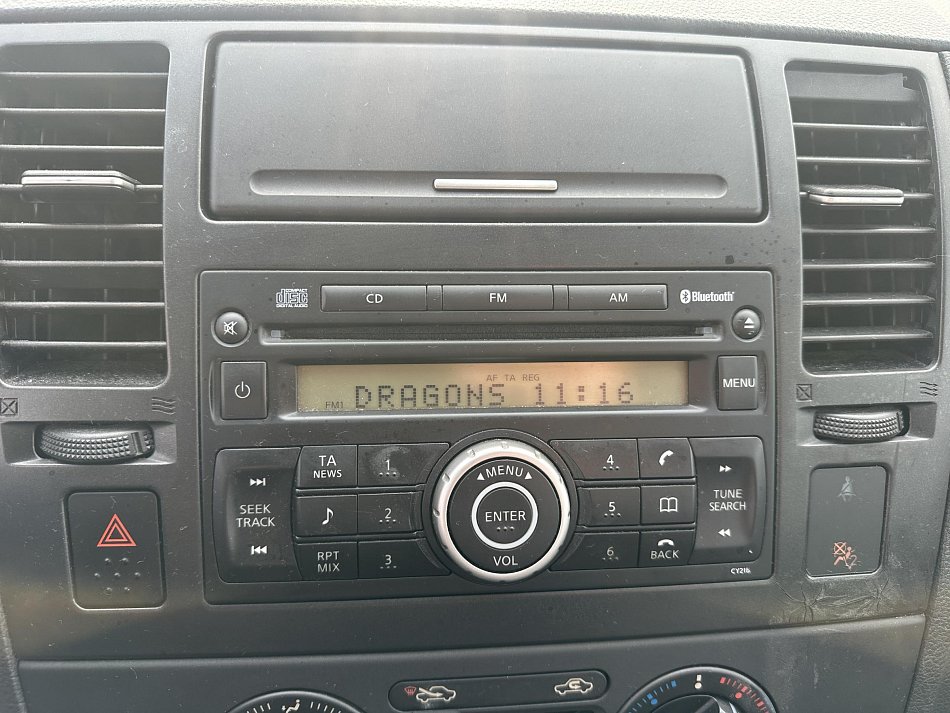 COMPACT
disc
DIGITAL AUDIO
CD
FM
AM
Bluetooth
AF TA REG
FM1
DRAGONS 11:16
MENU
TA
NEWS
1
2
3
RPT
MIX
SEEK
TRACK
MENU
ENTER
VOL
4
5
6
BACK
TUNE
SEARCH
CY21B